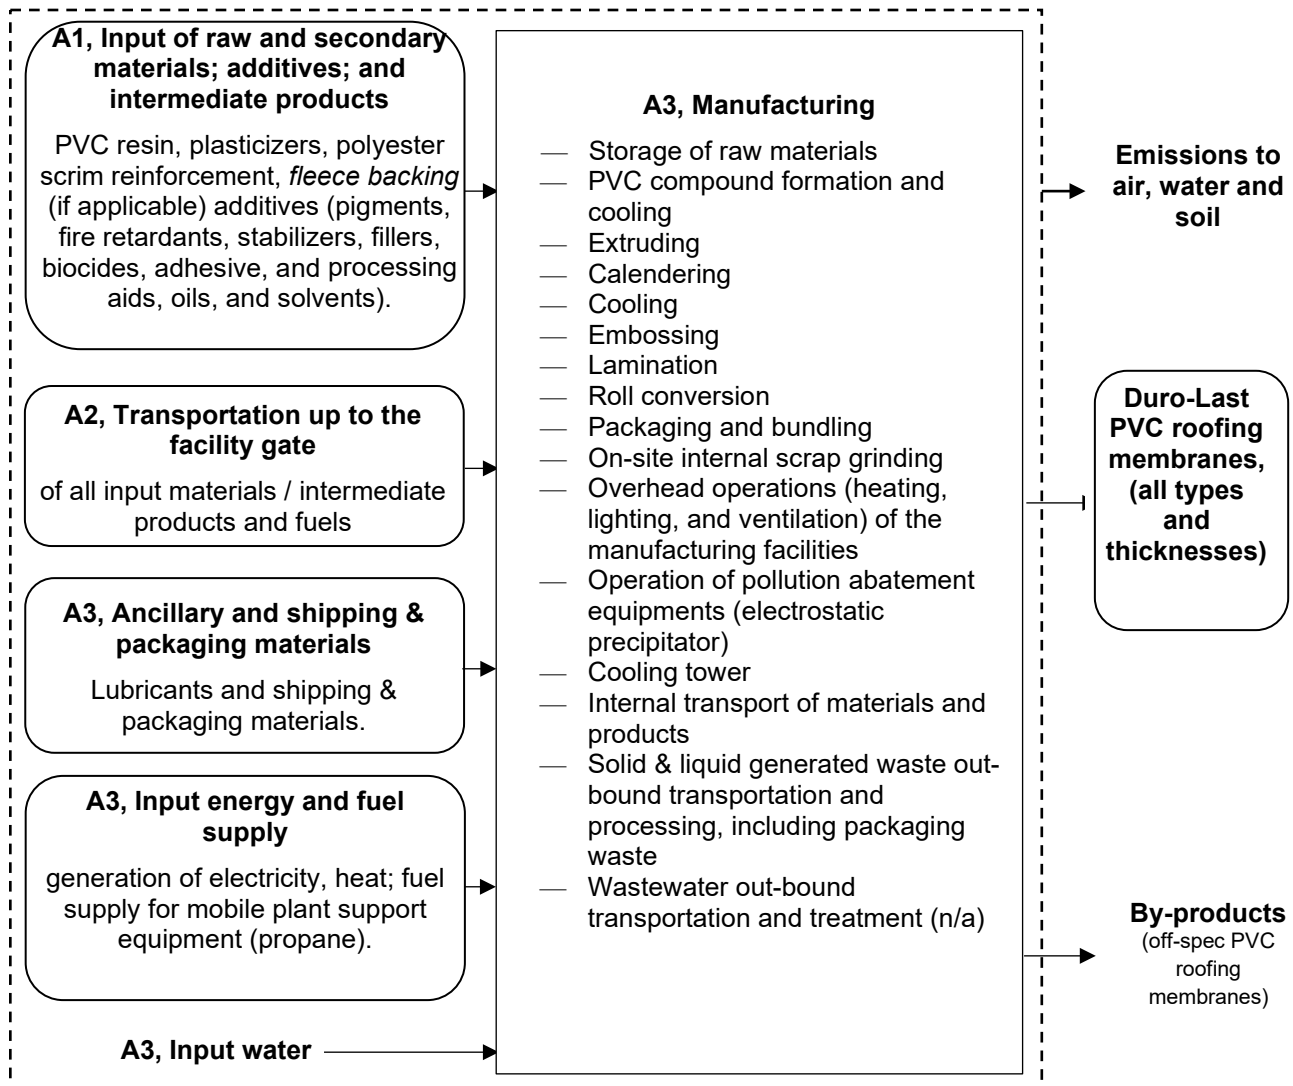 A1, Input of raw and secondary
materials; additives; and
intermediate products
PVC resin, plasticizers, polyester
scrim reinforcement, fleece backing
(if applicable) additives (pigments,
fire retardants, stabilizers, fillers,
biocides, adhesive, and processing
aids, oils, and solvents).
A2, Transportation up to the
facility gate
of all input materials / intermediate
products and fuels
A3, Ancillary and shipping &
packaging materials
Lubricants and shipping &
packaging materials.
A3, Input energy and fuel
supply
generation of electricity, heat; fuel
supply for mobile plant support
equipment (propane).
A3, Input water
A3, Manufacturing
— Storage of raw materials
— PVC compound formation and
cooling
— Extruding
— Calendering
— Cooling
— Embossing
— Lamination
— Roll conversion
— Packaging and bundling
— On-site internal scrap grinding
— Overhead operations (heating,
lighting, and ventilation) of the
manufacturing facilities
— Operation of pollution abatement
equipments (electrostatic
precipitator)
— Cooling tower
— Internal transport of materials and
products
— Solid & liquid generated waste out-
bound transportation and
processing, including packaging
waste
— Wastewater out-bound
transportation and treatment (n/a)
Emissions to
air, water and
soil
Duro-Last
PVC roofing
membranes,
(all types
and
thicknesses)
By-products
(off-spec PVC
roofing
membranes)